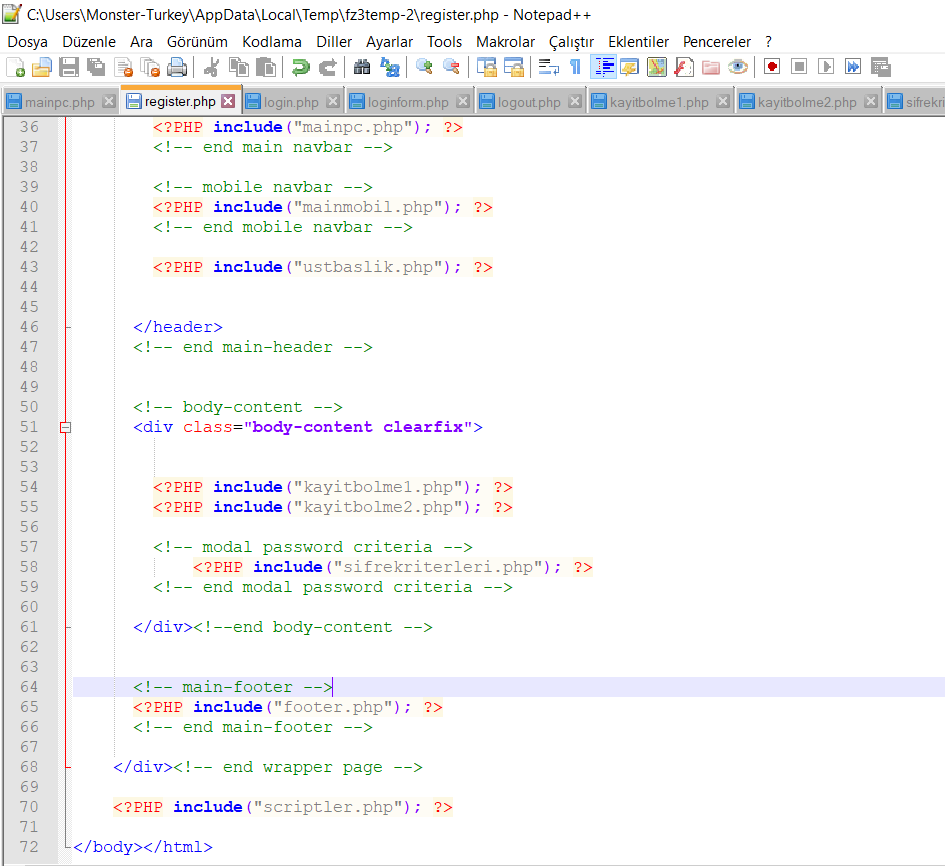 C:\Users\Monster-Turkey\AppData\Local\Temp\fz3temp-2\register.php - Notepad++
Dosya Düzenle Ara Görünüm Kodlama Diller Ayarlar Tools Makrolar Çalıştır Eklentiler Pencereler ?
mainpc.php register.php login.php loginform.php logout.php kayitbolme1.php kayitbolme2.php sifrekri
36 <?PHP include("mainpc.php"); ?>
37 <!-- end main navbar -->
38
39 <!-- mobile navbar -->
40 <?PHP include("mainmobil.php"); ?>
41 <!-- end mobile navbar -->
42
43 <?PHP include("ustbaslik.php"); ?>
44
45
46 </header>
47 <!-- end main-header -->
48
49
50 <!-- body-content -->
51 <div class="body-content clearfix">
52
53
54 <?PHP include("kayitbolme1.php"); ?>
55 <?PHP include("kayitbolme2.php"); ?>
56
57 <!-- modal password criteria -->
58 <?PHP include("sifrekriterleri.php"); ?>
59 <!-- end modal password criteria -->
60
61 </div><!--end body-content -->
62
63
64 <!-- main-footer -->
65 <?PHP include("footer.php"); ?>
66 <!-- end main-footer -->
67
68 </div><!-- end wrapper page -->
69
70 <?PHP include("scriptler.php"); ?>
71
72 </body></html>